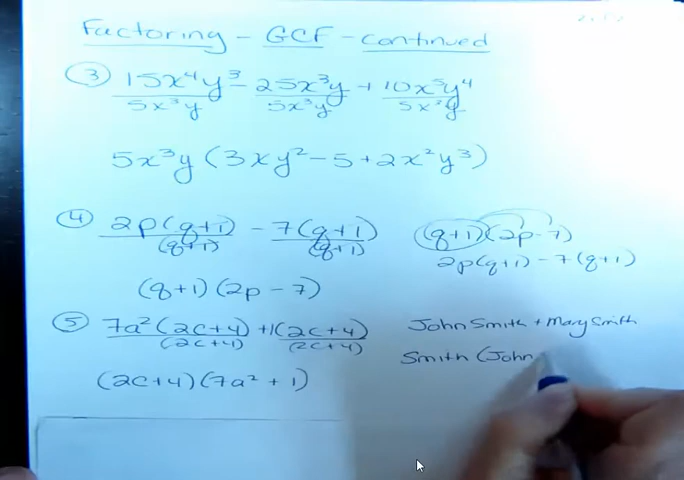 Factoring - GCF - continued
③ 15x⁴y³ - 25x³y + 10x⁵y⁴
5x³y 5x³y 5x³y
5x³y (3xy² - 5 + 2x²y³)
④ 2p(q+1) - 7(q+1)
(q+1) (q+1)
(q+1)(2p-7)
2p(q+1) - 7(q+1)
(q+1)(2p - 7)
⑤ 7a²(2c+4) +1(2c+4)
(2c+4) (2c+4)
(2c+4)(7a² + 1)
John Smith + Mary Smith
Smith (John